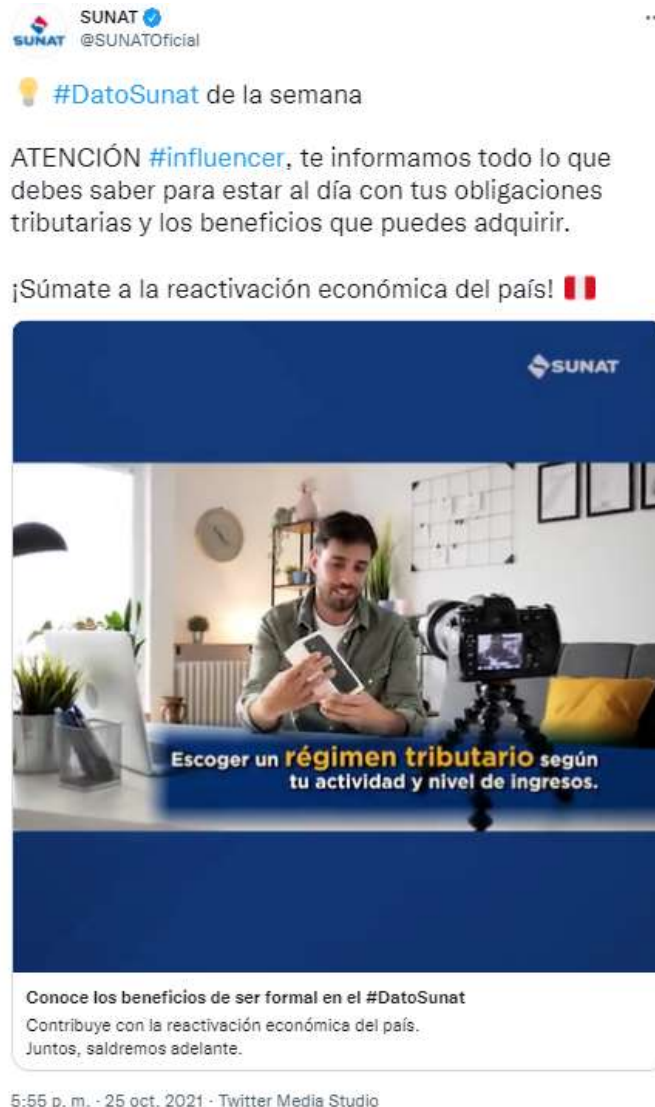 SUNAT
SUNAT @SUNATOficial
💡 #DatoSunat de la semana
ATENCIÓN #influencer, te informamos todo lo que
debes saber para estar al día con tus obligaciones
tributarias y los beneficios que puedes adquirir.
¡Súmate a la reactivación económica del país! 🇵🇪
SUNAT
Escoger un régimen tributario según
tu actividad y nivel de ingresos.
Conoce los beneficios de ser formal en el #DatoSunat
Contribuye con la reactivación económica del país.
Juntos, saldremos adelante.
5:55 p. m. · 25 oct. 2021 · Twitter Media Studio